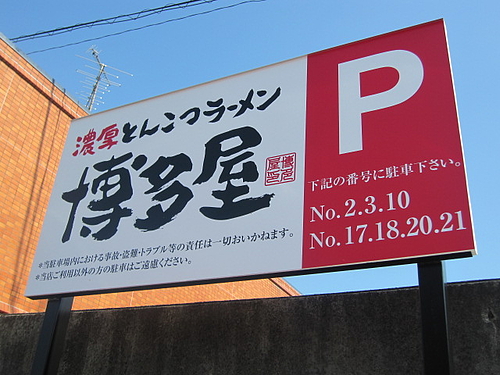 濃厚とんこつラーメン
博多屋
博多屋
※当駐車場内における事故・盗難・トラブル等の責任は一切おいかねます。
※当店ご利用以外の方の駐車はご遠慮ください。
P
下記の番号に駐車下さい。
No. 2.3.10
No. 17.18.20.21